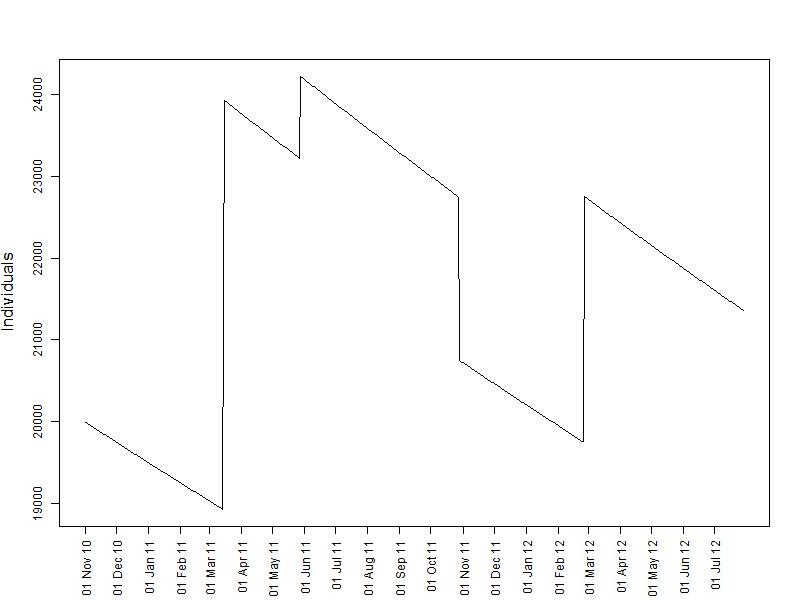 Individuals
24000
23000
22000
21000
20000
19000
01 Nov 10
01 Dec 10
01 Jan 11
01 Feb 11
01 Mar 11
01 Apr 11
01 May 11
01 Jun 11
01 Jul 11
01 Aug 11
01 Sep 11
01 Oct 11
01 Nov 11
01 Dec 11
01 Jan 12
01 Feb 12
01 Mar 12
01 Apr 12
01 May 12
01 Jun 12
01 Jul 12